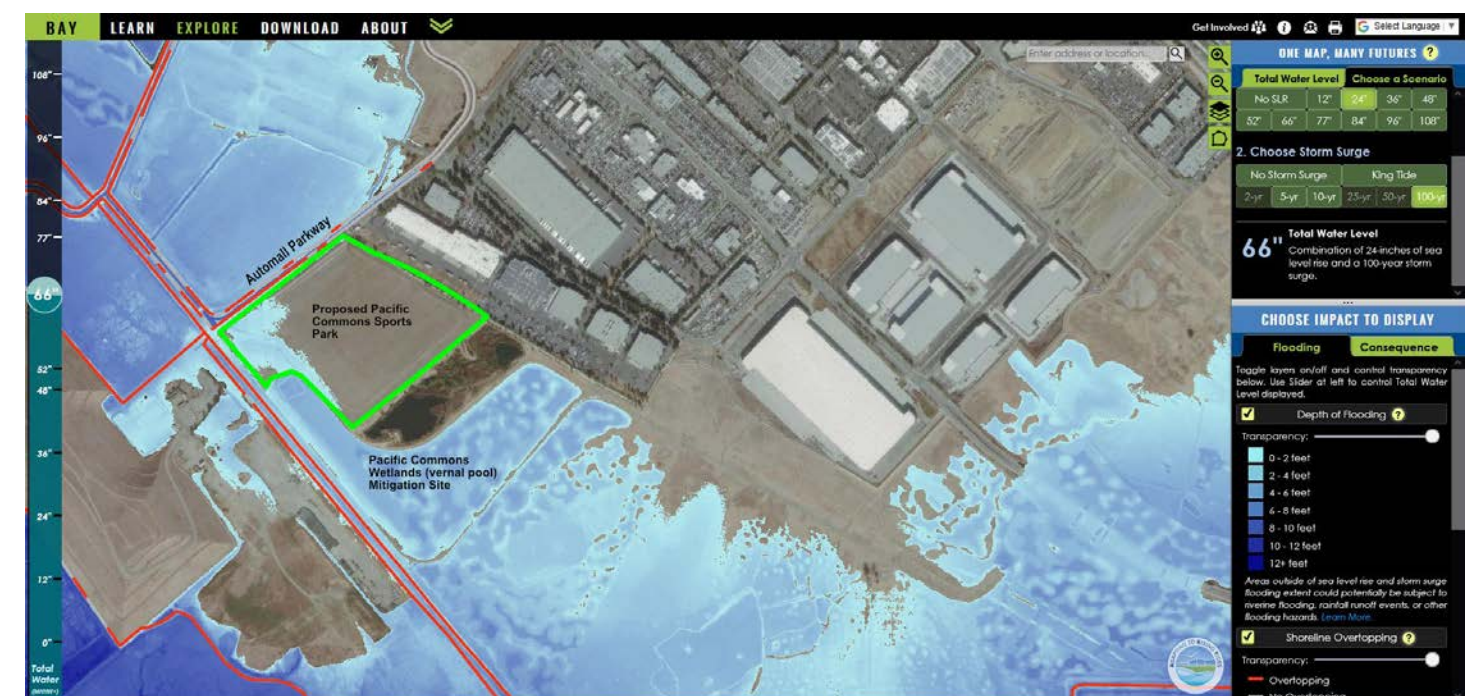 BAY LEARN EXPLORE DOWNLOAD ABOUT
Get Involved
Select Language
Enter address or location...
108"
96"
84"
77"
66"
52"
48"
36"
24"
12"
0"
Total
Water
Automall Parkway
Proposed Pacific
Commons Sports
Park
Pacific Commons
Wetlands (vernal pool)
Mitigation Site
ONE MAP, MANY FUTURES ?
Total Water Level Choose a Scenario
No SLR 12" 24" 36" 48"
52" 66" 77" 84" 96" 108"
2. Choose Storm Surge
No Storm Surge King Tide
2-yr 5-yr 10-yr 25-yr 50-yr 100-yr
66"
Total Water Level
Combination of 24-inches of sea
level rise and a 100-year storm
surge.
CHOOSE IMPACT TO DISPLAY
Flooding Consequence
Toggle layers on/off and control transparency
below. Use Slider at left to control Total Water
Level displayed.
Depth of Flooding ?
Transparency:
0 - 2 feet
2 - 4 feet
4 - 6 feet
6 - 8 feet
8 - 10 feet
10 - 12 feet
12+ feet
Areas outside of sea level rise and storm surge
flooding extent could potentially be subject to
riverine flooding, rainfall runoff events, or other
flooding hazards. Learn More.
Shoreline Overtopping ?
Transparency:
Overtopping
No Overtopping